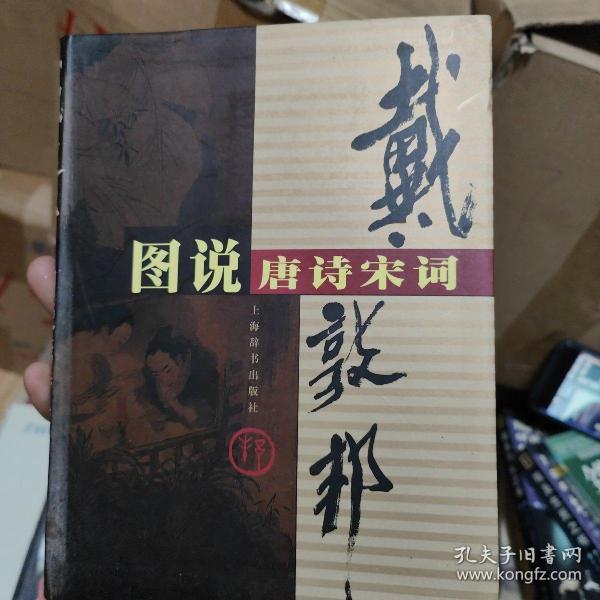 戴敦邦
图说
唐诗宋词
上海辞书出版社
孔夫子旧书网
www.kongfz.com